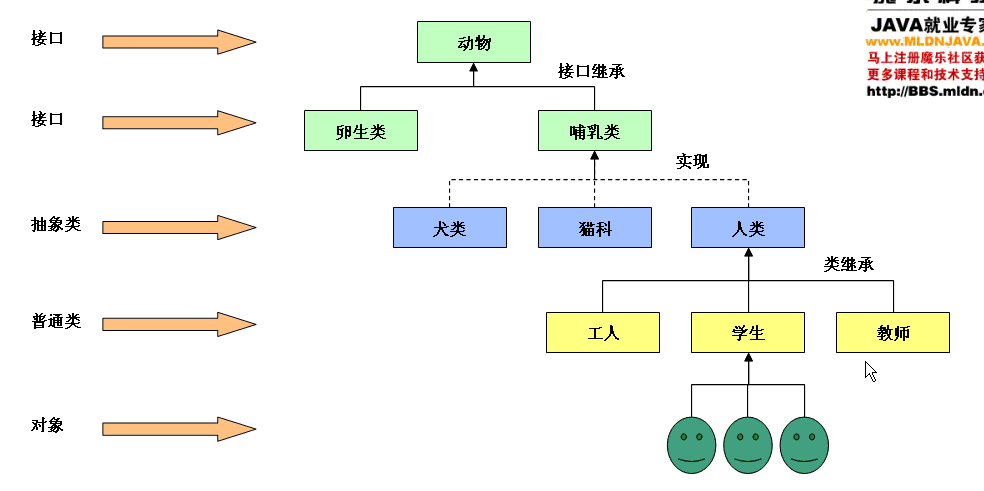 JAVA就业专家
接口
动物
www.MLDNJAVA.
马上注册魔乐社区获
接口继承
更多课程和技术支持
http://BBS.mldn.
接口
卵生类
哺乳类
实现
抽象类
犬类
猫科
人类
类继承
普通类
工人
学生
教师
对象